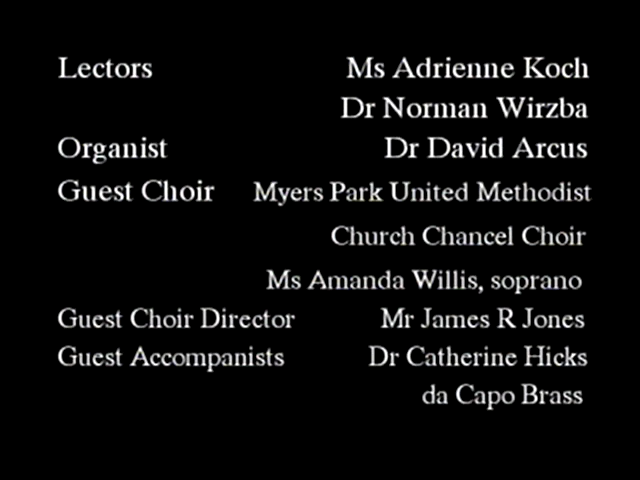 Lectors Ms Adrienne Koch
Dr Norman Wirzba
Organist Dr David Arcus
Guest Choir Myers Park United Methodist
Church Chancel Choir
Ms Amanda Willis, soprano
Guest Choir Director Mr James R Jones
Guest Accompanists Dr Catherine Hicks
da Capo Brass